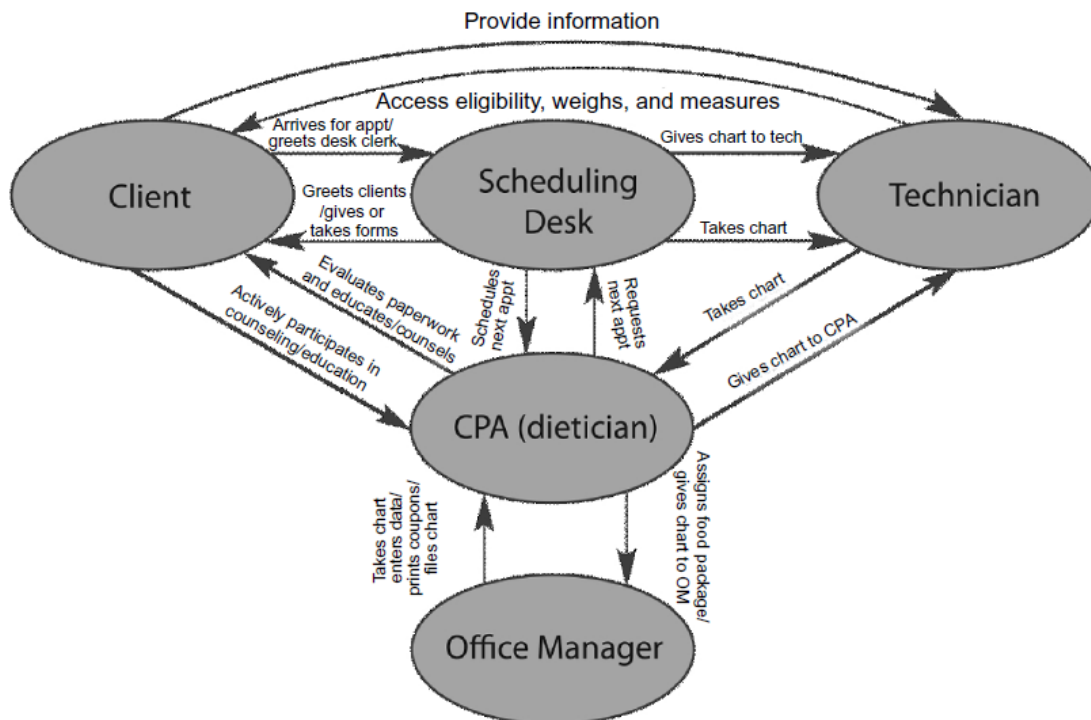 Provide information
Access eligibility, weighs, and measures
Arrives for appt/
greets desk clerk
Gives chart to tech
Client
Scheduling
Desk
Technician
Greets clients
/gives or
takes forms
Takes chart
Evaluates paperwork
and educates/counsels
Actively participates in
counseling/education
Schedules
next appt
Requests
next appt
Takes chart
Gives chart to CPA
CPA (dietician)
Takes chart
enters data/
prints coupons/
files chart
Assigns food package/
gives chart to OM
Office Manager